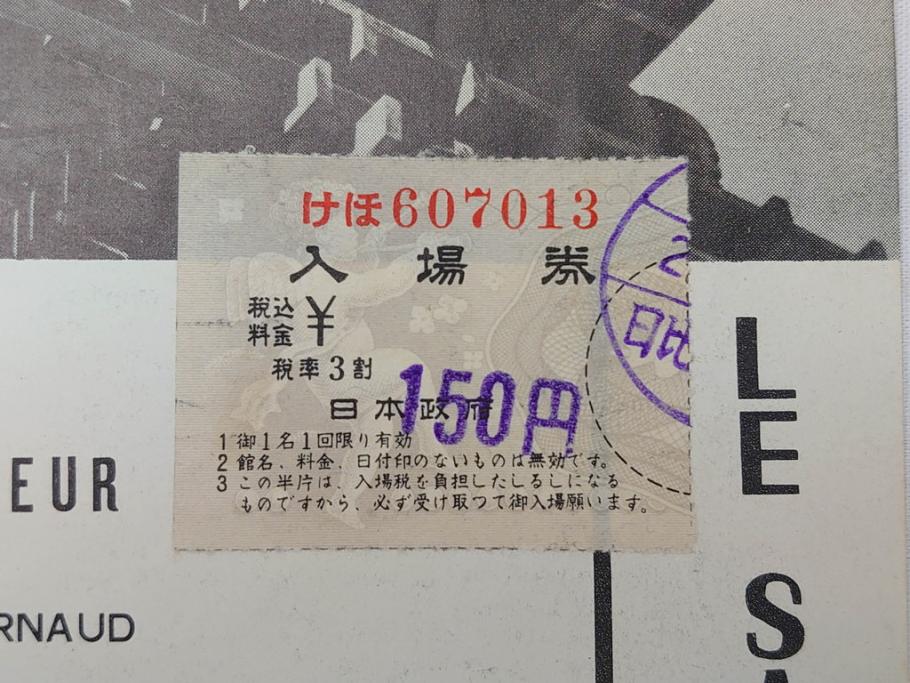 けほ607013
入場券
税込料金 ¥
税率3割
150円
日本政府
1 御1名1回限り有効
2 館名、料金、日付印のないものは無効です。
3 この半片は、入場税を負担したしるしになる
ものですから、必ず受け取つて御入場願います。
2
日比
EUR
RNAUD
LE
S